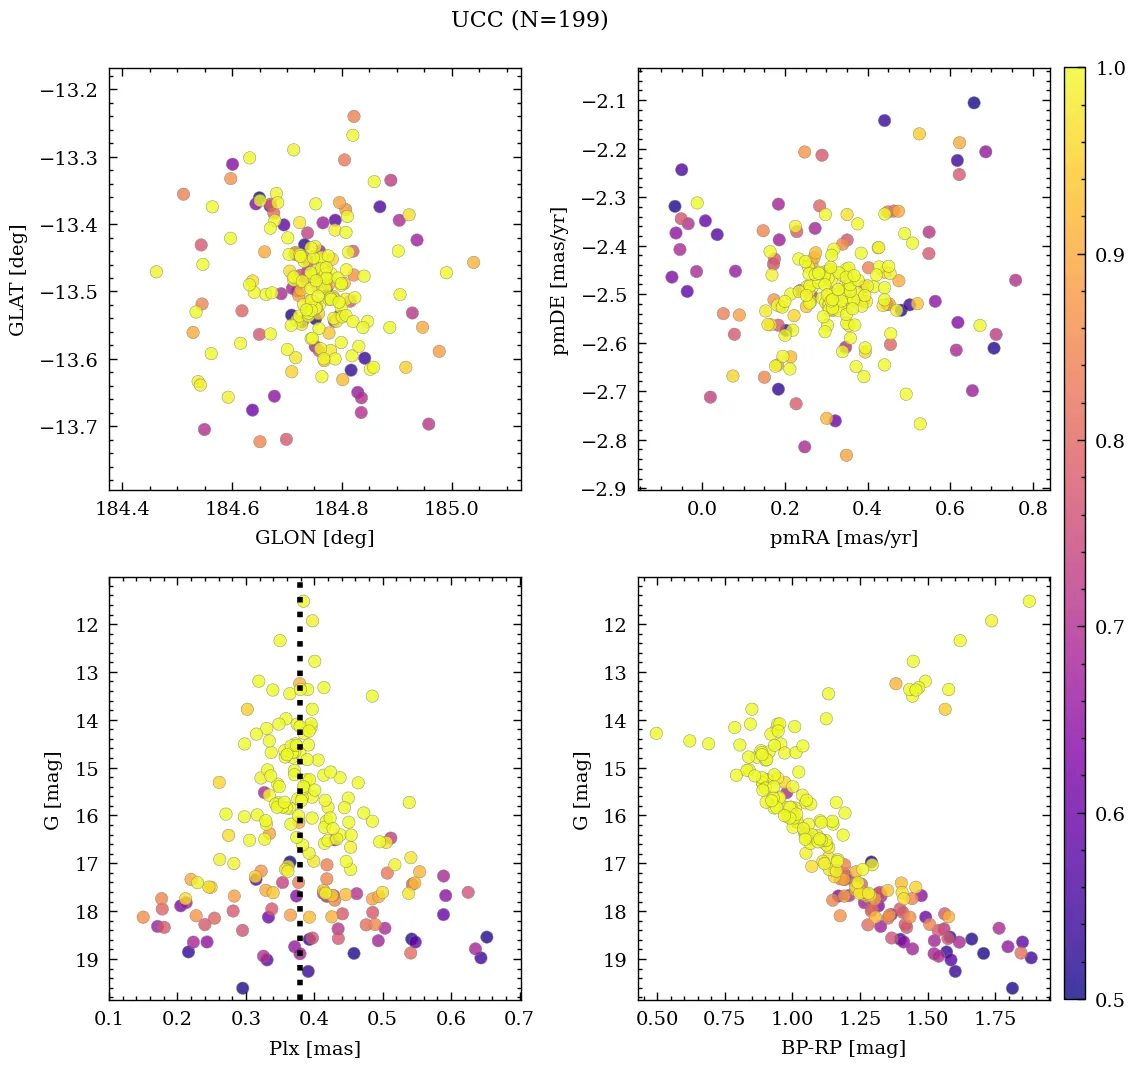 UCC (N=199)
−13.2
−13.3
−13.4
−13.5
−13.6
−13.7
GLAT [deg]
184.4 184.6 184.8 185.0
GLON [deg]
−2.1
−2.2
−2.3
−2.4
−2.5
−2.6
−2.7
−2.8
−2.9
pmDE [mas/yr]
0.0 0.2 0.4 0.6 0.8
pmRA [mas/yr]
12
13
14
15
16
17
18
19
G [mag]
0.1 0.2 0.3 0.4 0.5 0.6 0.7
Plx [mas]
12
13
14
15
16
17
18
19
G [mag]
0.50 0.75 1.00 1.25 1.50 1.75
BP-RP [mag]
1.0
0.9
0.8
0.7
0.6
0.5